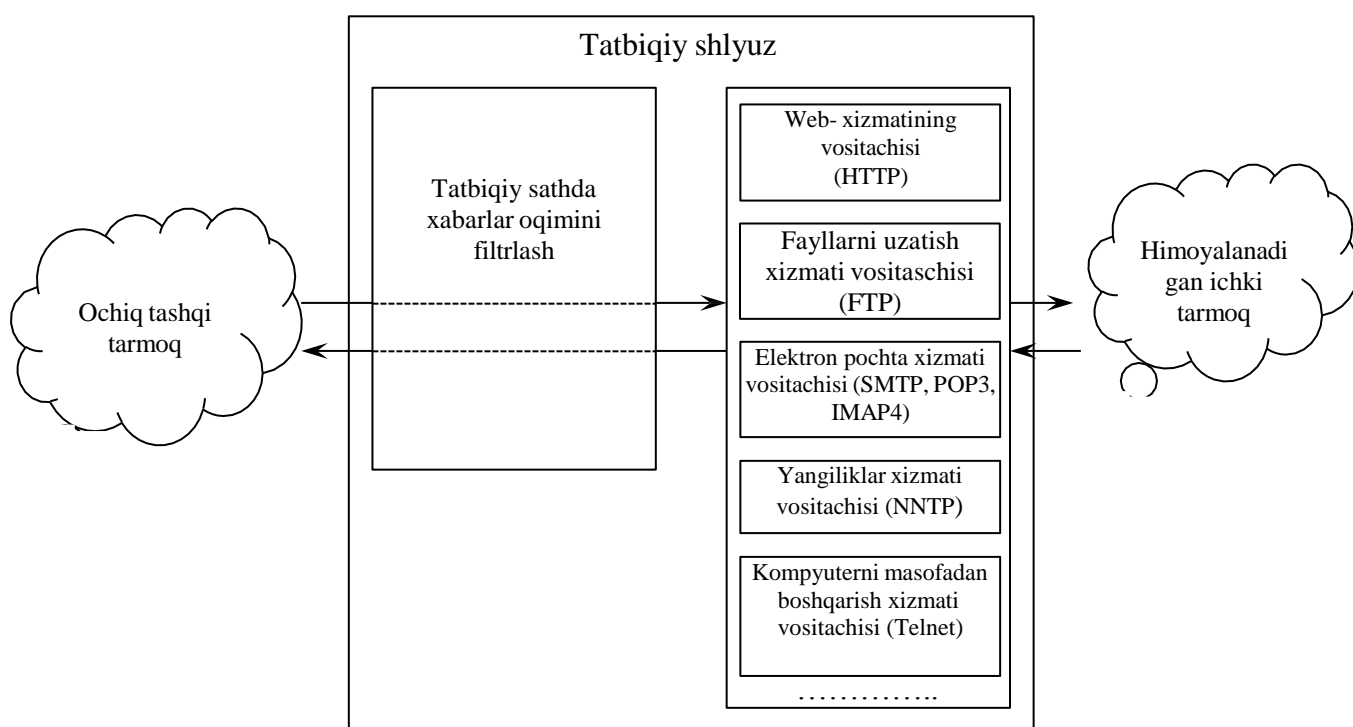 Tatbiqiy shlyuz
Ochiq tashqi
tarmoq
Tatbiqiy sathda
xabarlar oqimini
filtrlash
Web- xizmatining
vositachisi
(HTTP)
Fayllarni uzatish
xizmati vositaschisi
(FTP)
Elektron pochta xizmati
vositachisi (SMTP, POP3,
IMAP4)
Yangiliklar xizmati
vositachisi (NNTP)
Kompyuterni masofadan
boshqarish xizmati
vositachisi (Telnet)
…………..
Himoyalanadi
gan ichki
tarmoq